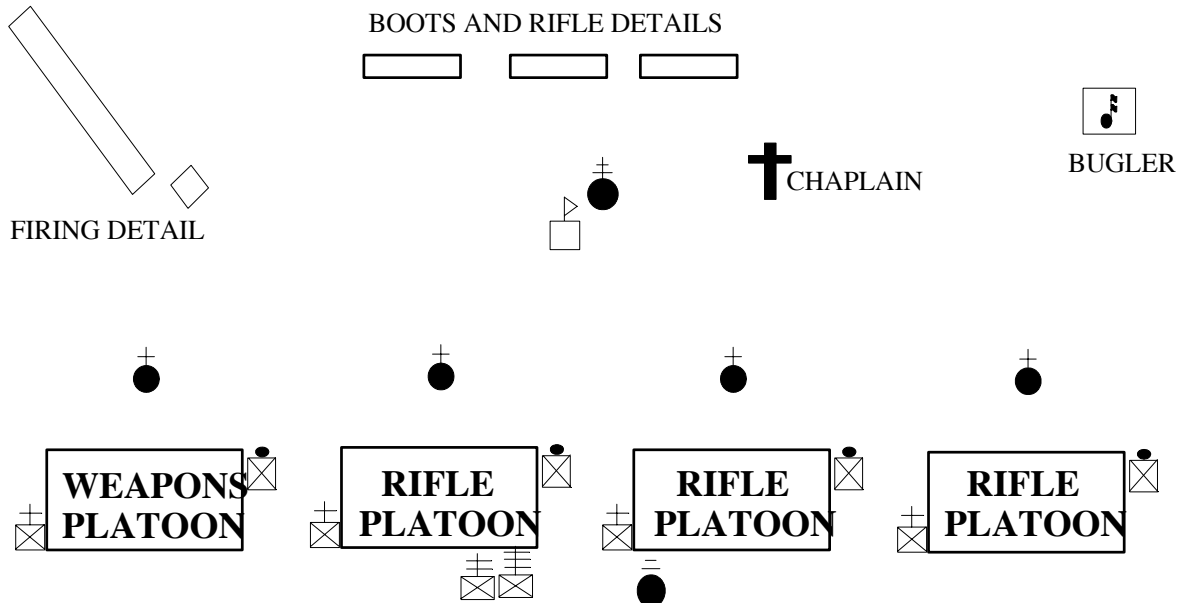 BOOTS AND RIFLE DETAILS
BUGLER
CHAPLAIN
FIRING DETAIL
WEAPONS
PLATOON
RIFLE
PLATOON
RIFLE
PLATOON
RIFLE
PLATOON